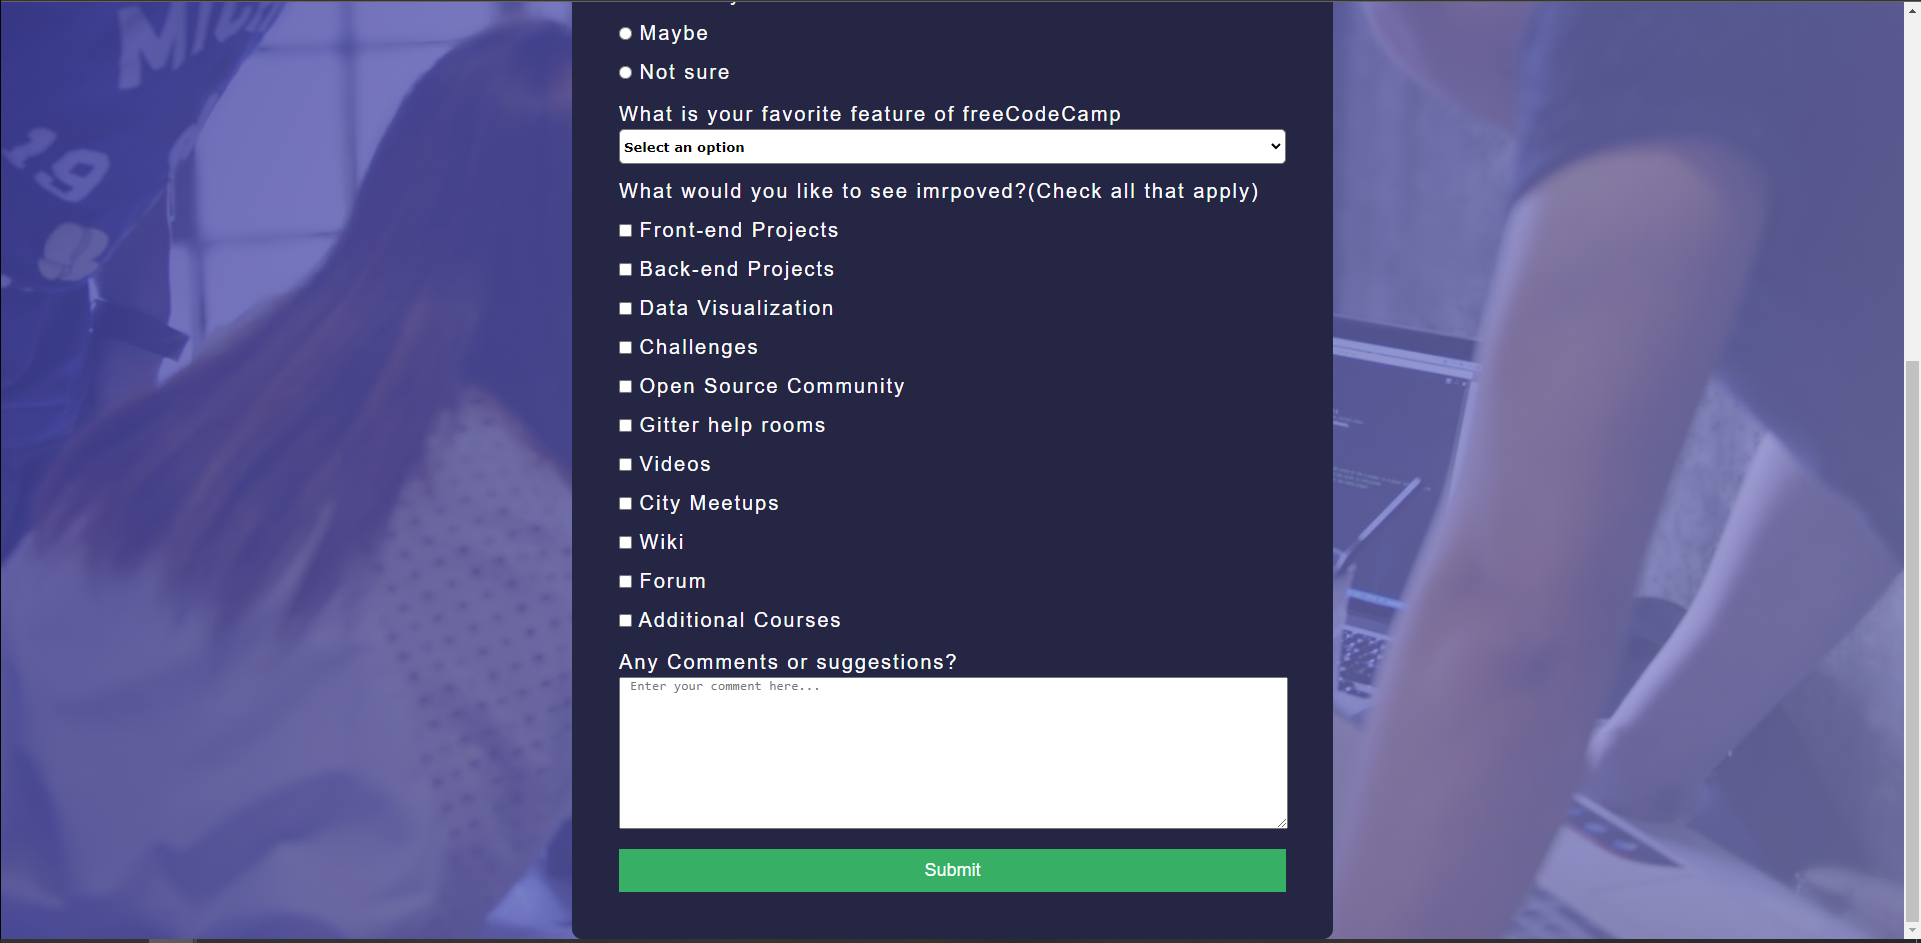 Maybe
Not sure
What is your favorite feature of freeCodeCamp
Select an option
What would you like to see imrpoved?(Check all that apply)
Front-end Projects
Back-end Projects
Data Visualization
Challenges
Open Source Community
Gitter help rooms
Videos
City Meetups
Wiki
Forum
Additional Courses
Any Comments or suggestions?
Enter your comment here...
Submit
19